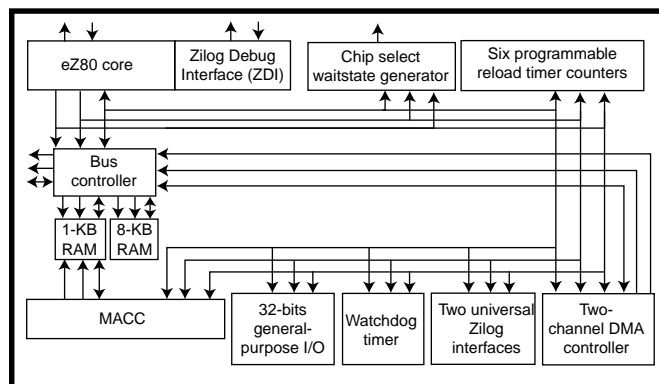 eZ80 core
Zilog Debug
Interface (ZDI)
Chip select
waitstate generator
Six programmable
reload timer counters
Bus
controller
1-KB
RAM
8-KB
RAM
MACC
32-bits
general-
purpose I/O
Watchdog
timer
Two universal
Zilog
interfaces
Two-
channel DMA
controller